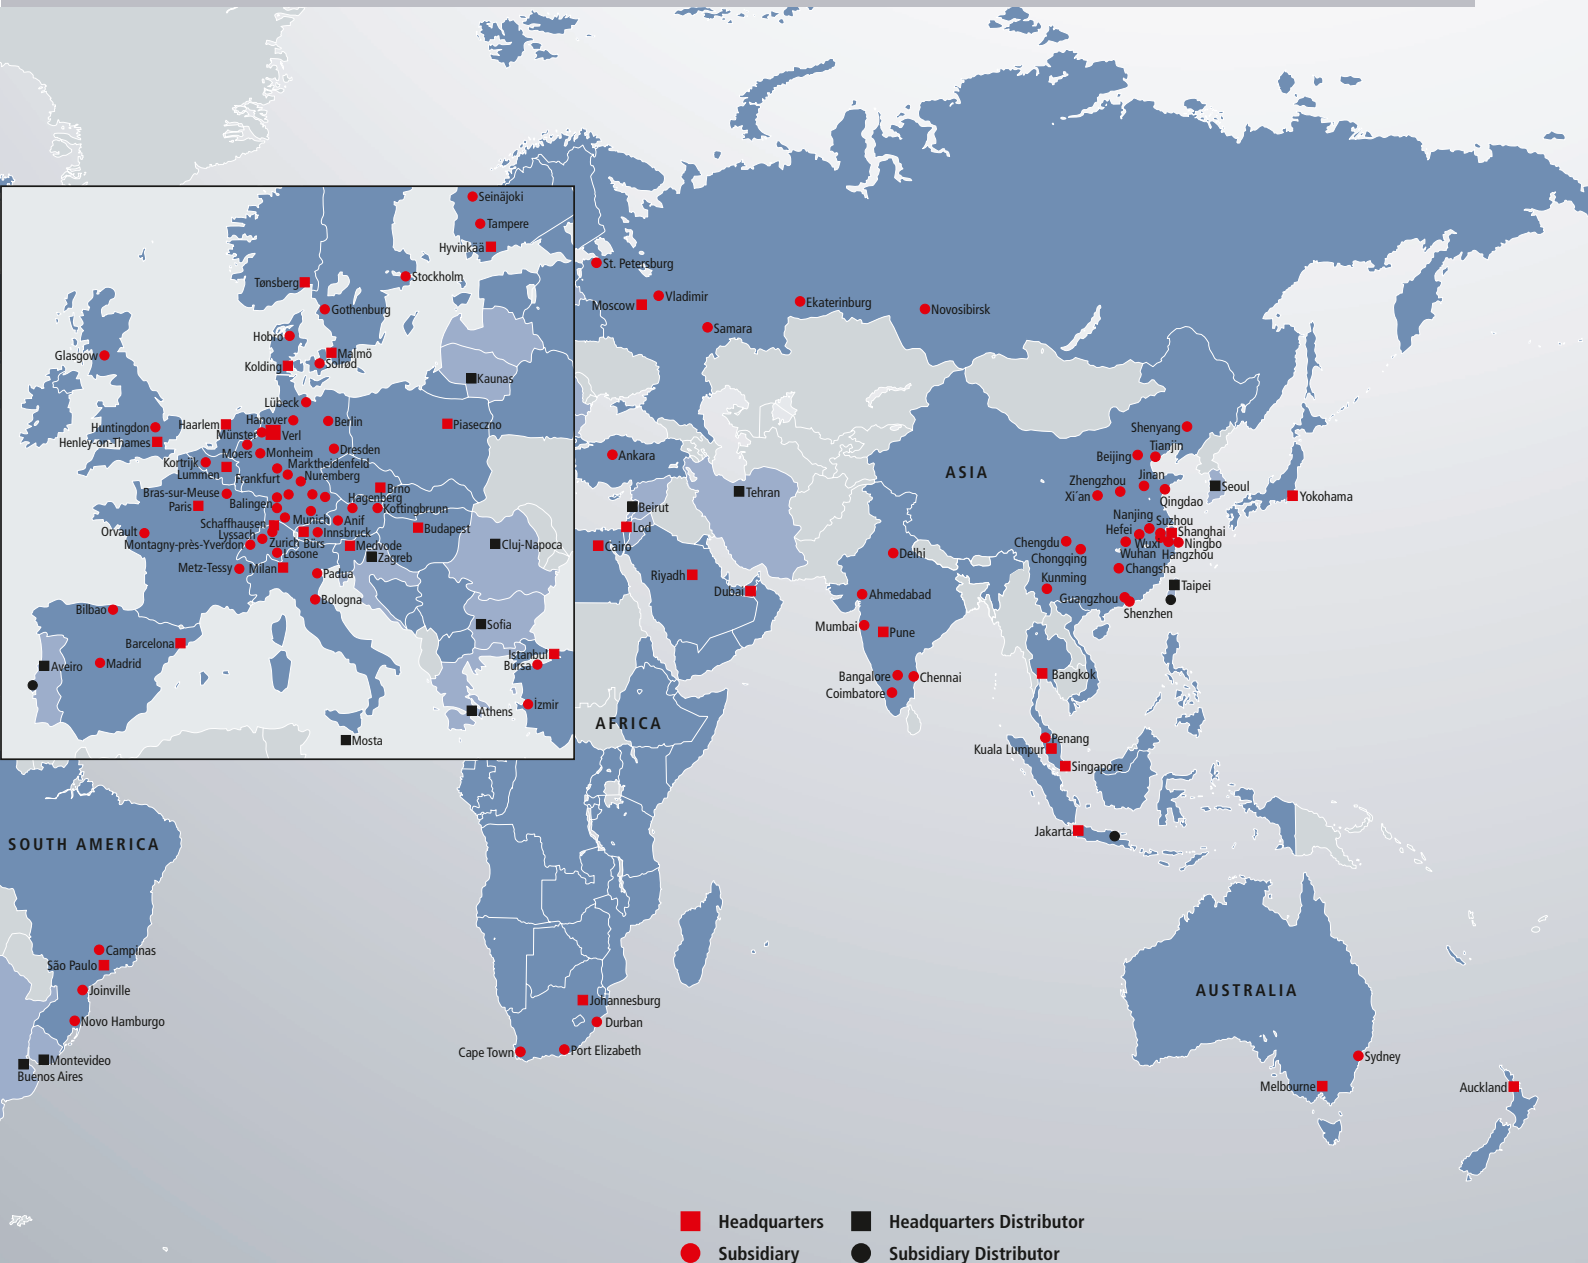 Seinäjoki
Tampere
Hyvinkää
Stockholm
Tønsberg
Gothenburg
Hobro
Glasgow
Malmö
Solrød
Kolding
Kaunas
Lübeck
Hanover
Berlin
Haarlem
Piaseczno
Huntingdon
Münster
Verl
Henley-on-Thames
Moers
Monheim
Dresden
Kortrijk
Marktheidenfeld
Lummen
Frankfurt
Nuremberg
Brno
Bras-sur-Meuse
Hagenberg
Balingen
Paris
Kottingbrunn
Schaffhausen
Munich
Anif
Budapest
Orvault
Lyssach
Innsbruck
Montagny-près-Yverdon
Zurich
Bürs
Medvode
Cluj-Napoca
Losone
Zagreb
Metz-Tessy
Milan
Padua
Bologna
Bilbao
Sofia
Barcelona
Istanbul
Aveiro
Madrid
Bursa
İzmir
Athens
Mosta
St. Petersburg
Vladimir
Moscow
Ekaterinburg
Novosibirsk
Samara
Ankara
Tehran
Beirut
Lod
Cairo
Riyadh
Dubai
ASIA
Shenyang
Tianjin
Beijing
Jinan
Zhengzhou
Seoul
Xi'an
Qingdao
Yokohama
Nanjing
Suzhou
Hefei
Shanghai
Chengdu
Wuxi
Ningbo
Wuhan
Hangzhou
Chongqing
Changsha
Kunming
Taipei
Guangzhou
Shenzhen
Delhi
Ahmedabad
Mumbai
Pune
Bangalore
Chennai
Coimbatore
Bangkok
Penang
Kuala Lumpur
Singapore
Jakarta
AFRICA
SOUTH AMERICA
Campinas
São Paulo
Joinville
Novo Hamburgo
Montevideo
Buenos Aires
Johannesburg
Durban
Cape Town
Port Elizabeth
AUSTRALIA
Sydney
Melbourne
Auckland
Headquarters
Headquarters Distributor
Subsidiary
Subsidiary Distributor